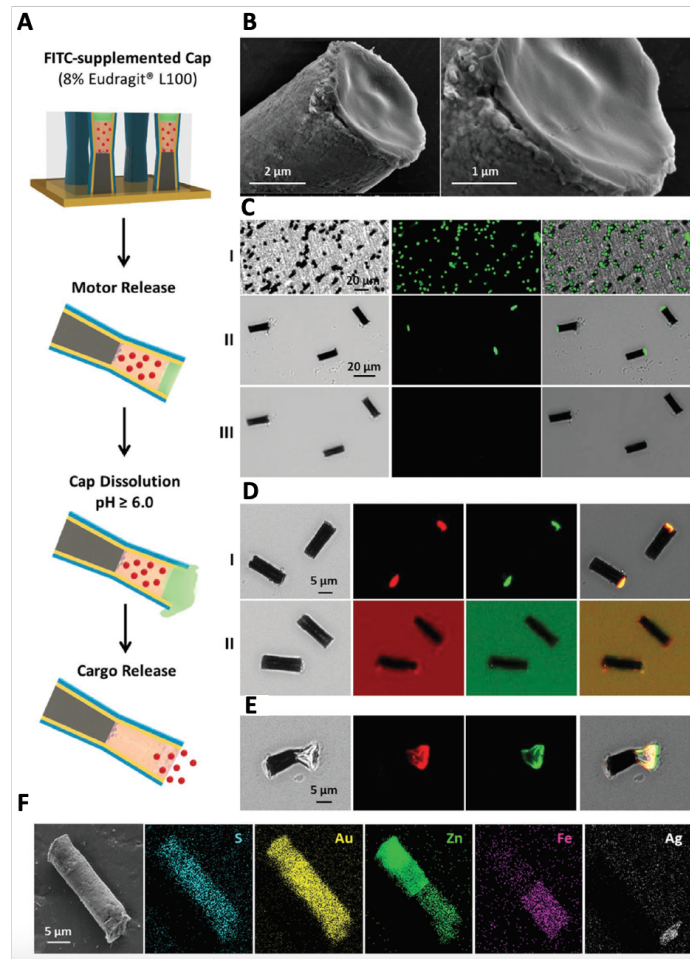 A
FITC-supplemented Cap
(8% Eudragit® L100)
Motor Release
Cap Dissolution
pH ≥ 6.0
Cargo Release
B
2 µm
1 µm
C
I
20 µm
II
20 µm
III
D
I
5 µm
II
E
5 µm
F
5 µm
S
Au
Zn
Fe
Ag